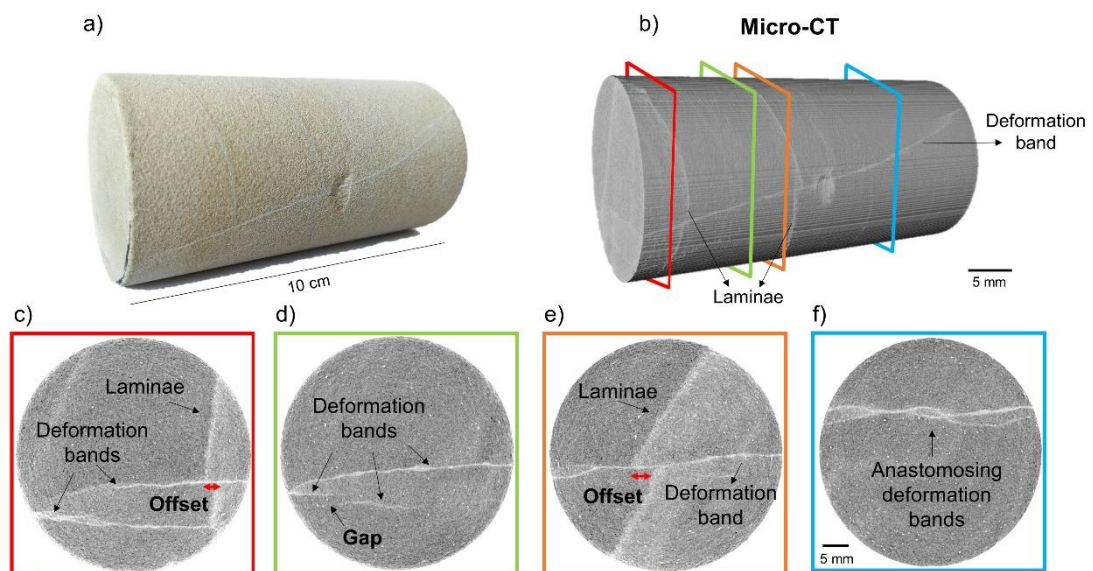 a)
b)
Micro-CT
Deformation
band
10 cm
Laminae
5 mm
c)
d)
e)
f)
Laminae
Deformation
bands
Offset
Deformation
bands
Gap
Laminae
Offset
Deformation
band
Anastomosing
deformation
bands
5 mm